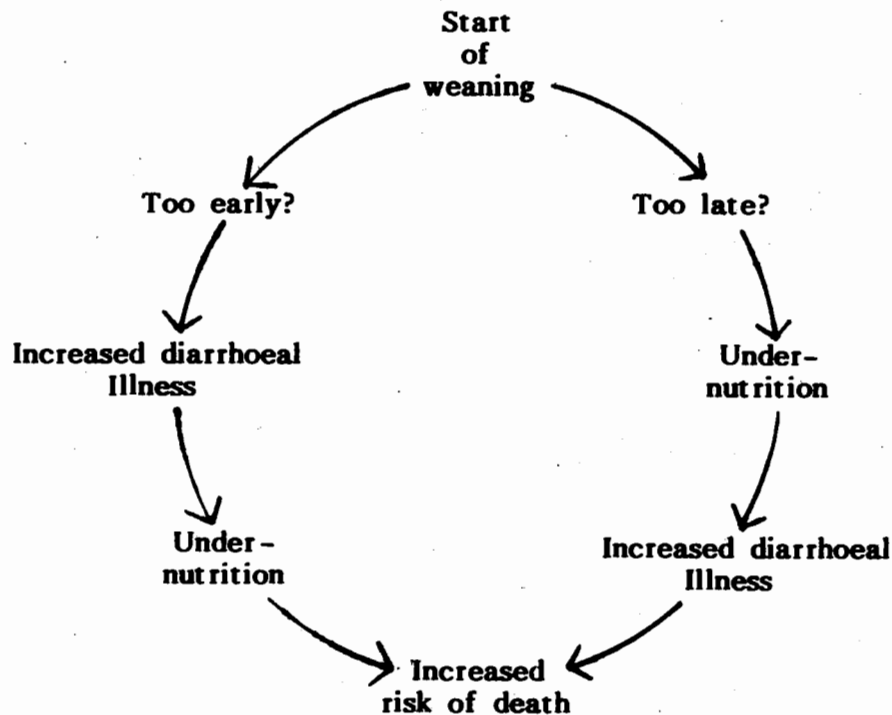 Start
of
weaning
Too early?
Too late?
Increased diarrhoeal
Illness
Under-
nutrition
Under-
nutrition
Increased diarrhoeal
Illness
Increased
risk of death